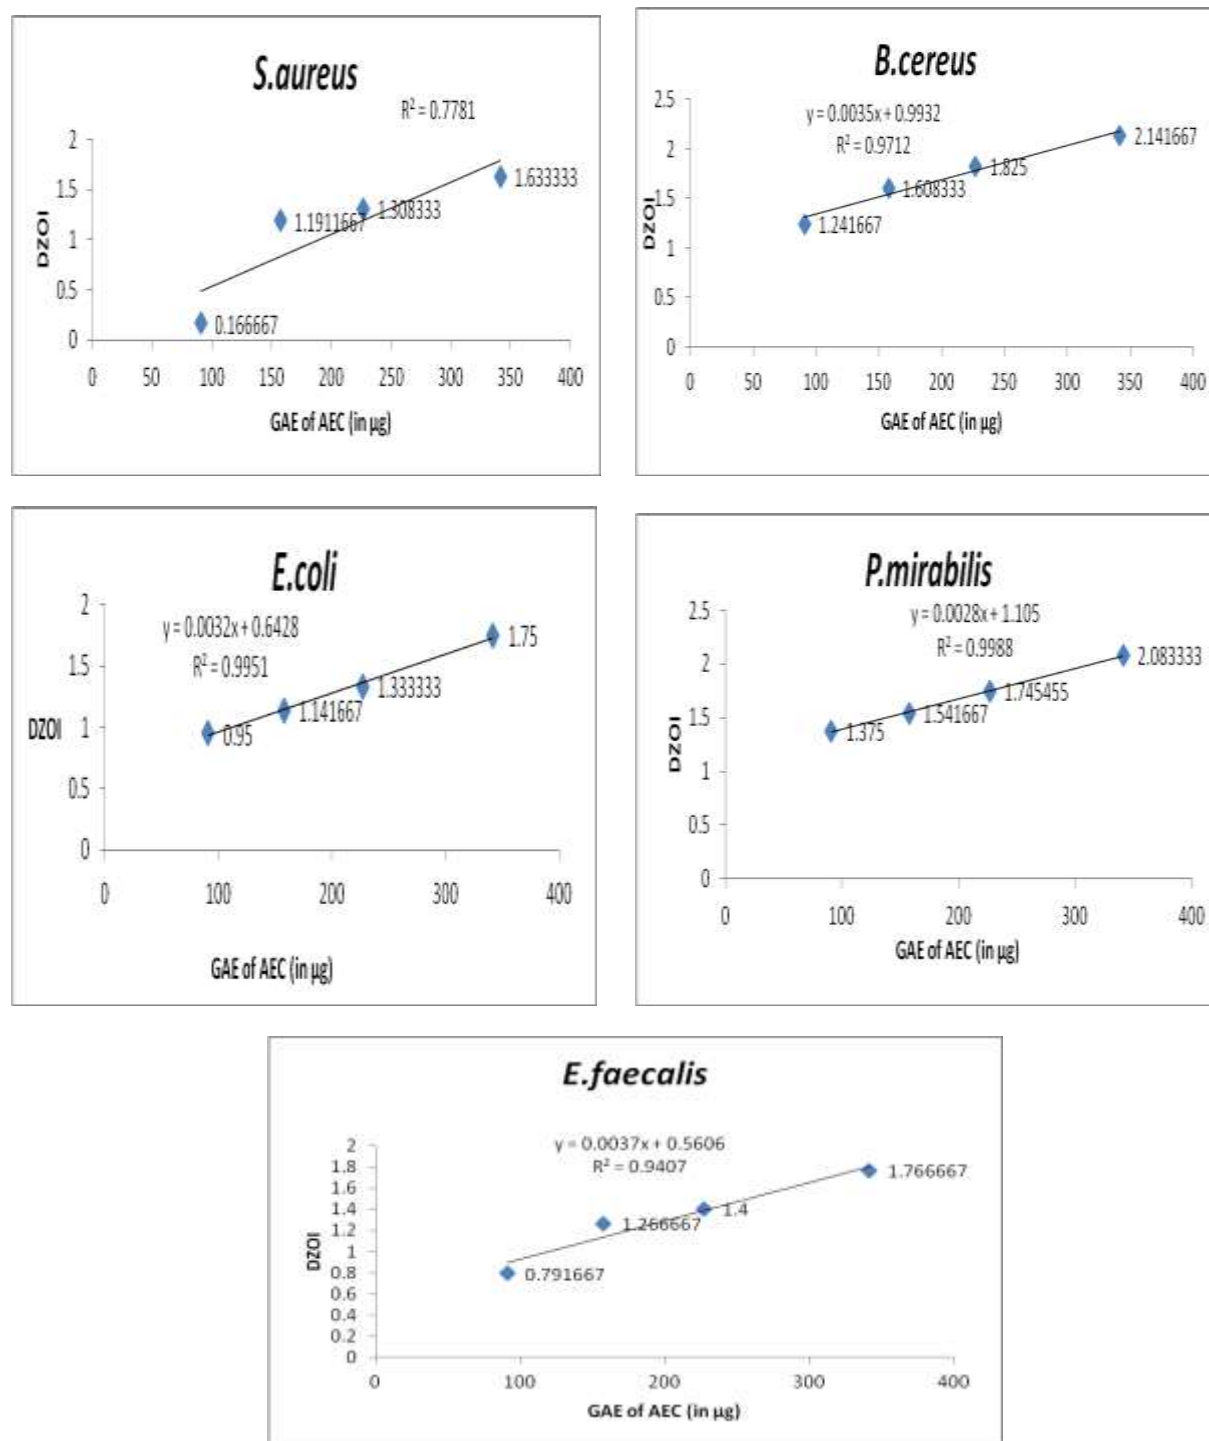 S.aureus
R² = 0.7781
2
1.5
1
0.5
0
DZOI
1.633333
1.308333
1.1911667
0.166667
0 50 100 150 200 250 300 350 400
GAE of AEC (in µg)
B.cereus
y = 0.0035x + 0.9932
R² = 0.9712
2.5
2
1.5
1
0.5
0
DZOI
2.141667
1.825
1.608333
1.241667
0 50 100 150 200 250 300 350 400
GAE of AEC (in µg)
E.coli
y = 0.0032x + 0.6428
R² = 0.9951
2
1.5
1
0.5
0
DZOI
1.75
1.333333
1.141667
0.95
0 100 200 300 400
GAE of AEC (in µg)
P.mirabilis
y = 0.0028x + 1.105
R² = 0.9988
2.5
2
1.5
1
0.5
0
DZOI
2.083333
1.745455
1.541667
1.375
0 100 200 300 400
GAE of AEC (in µg)
E.faecalis
y = 0.0037x + 0.5606
R² = 0.9407
2
1.8
1.6
1.4
1.2
1
0.8
0.6
0.4
0.2
0
DZOI
1.766667
1.4
1.266667
0.791667
0 100 200 300 400
GAE of AEC (in µg)